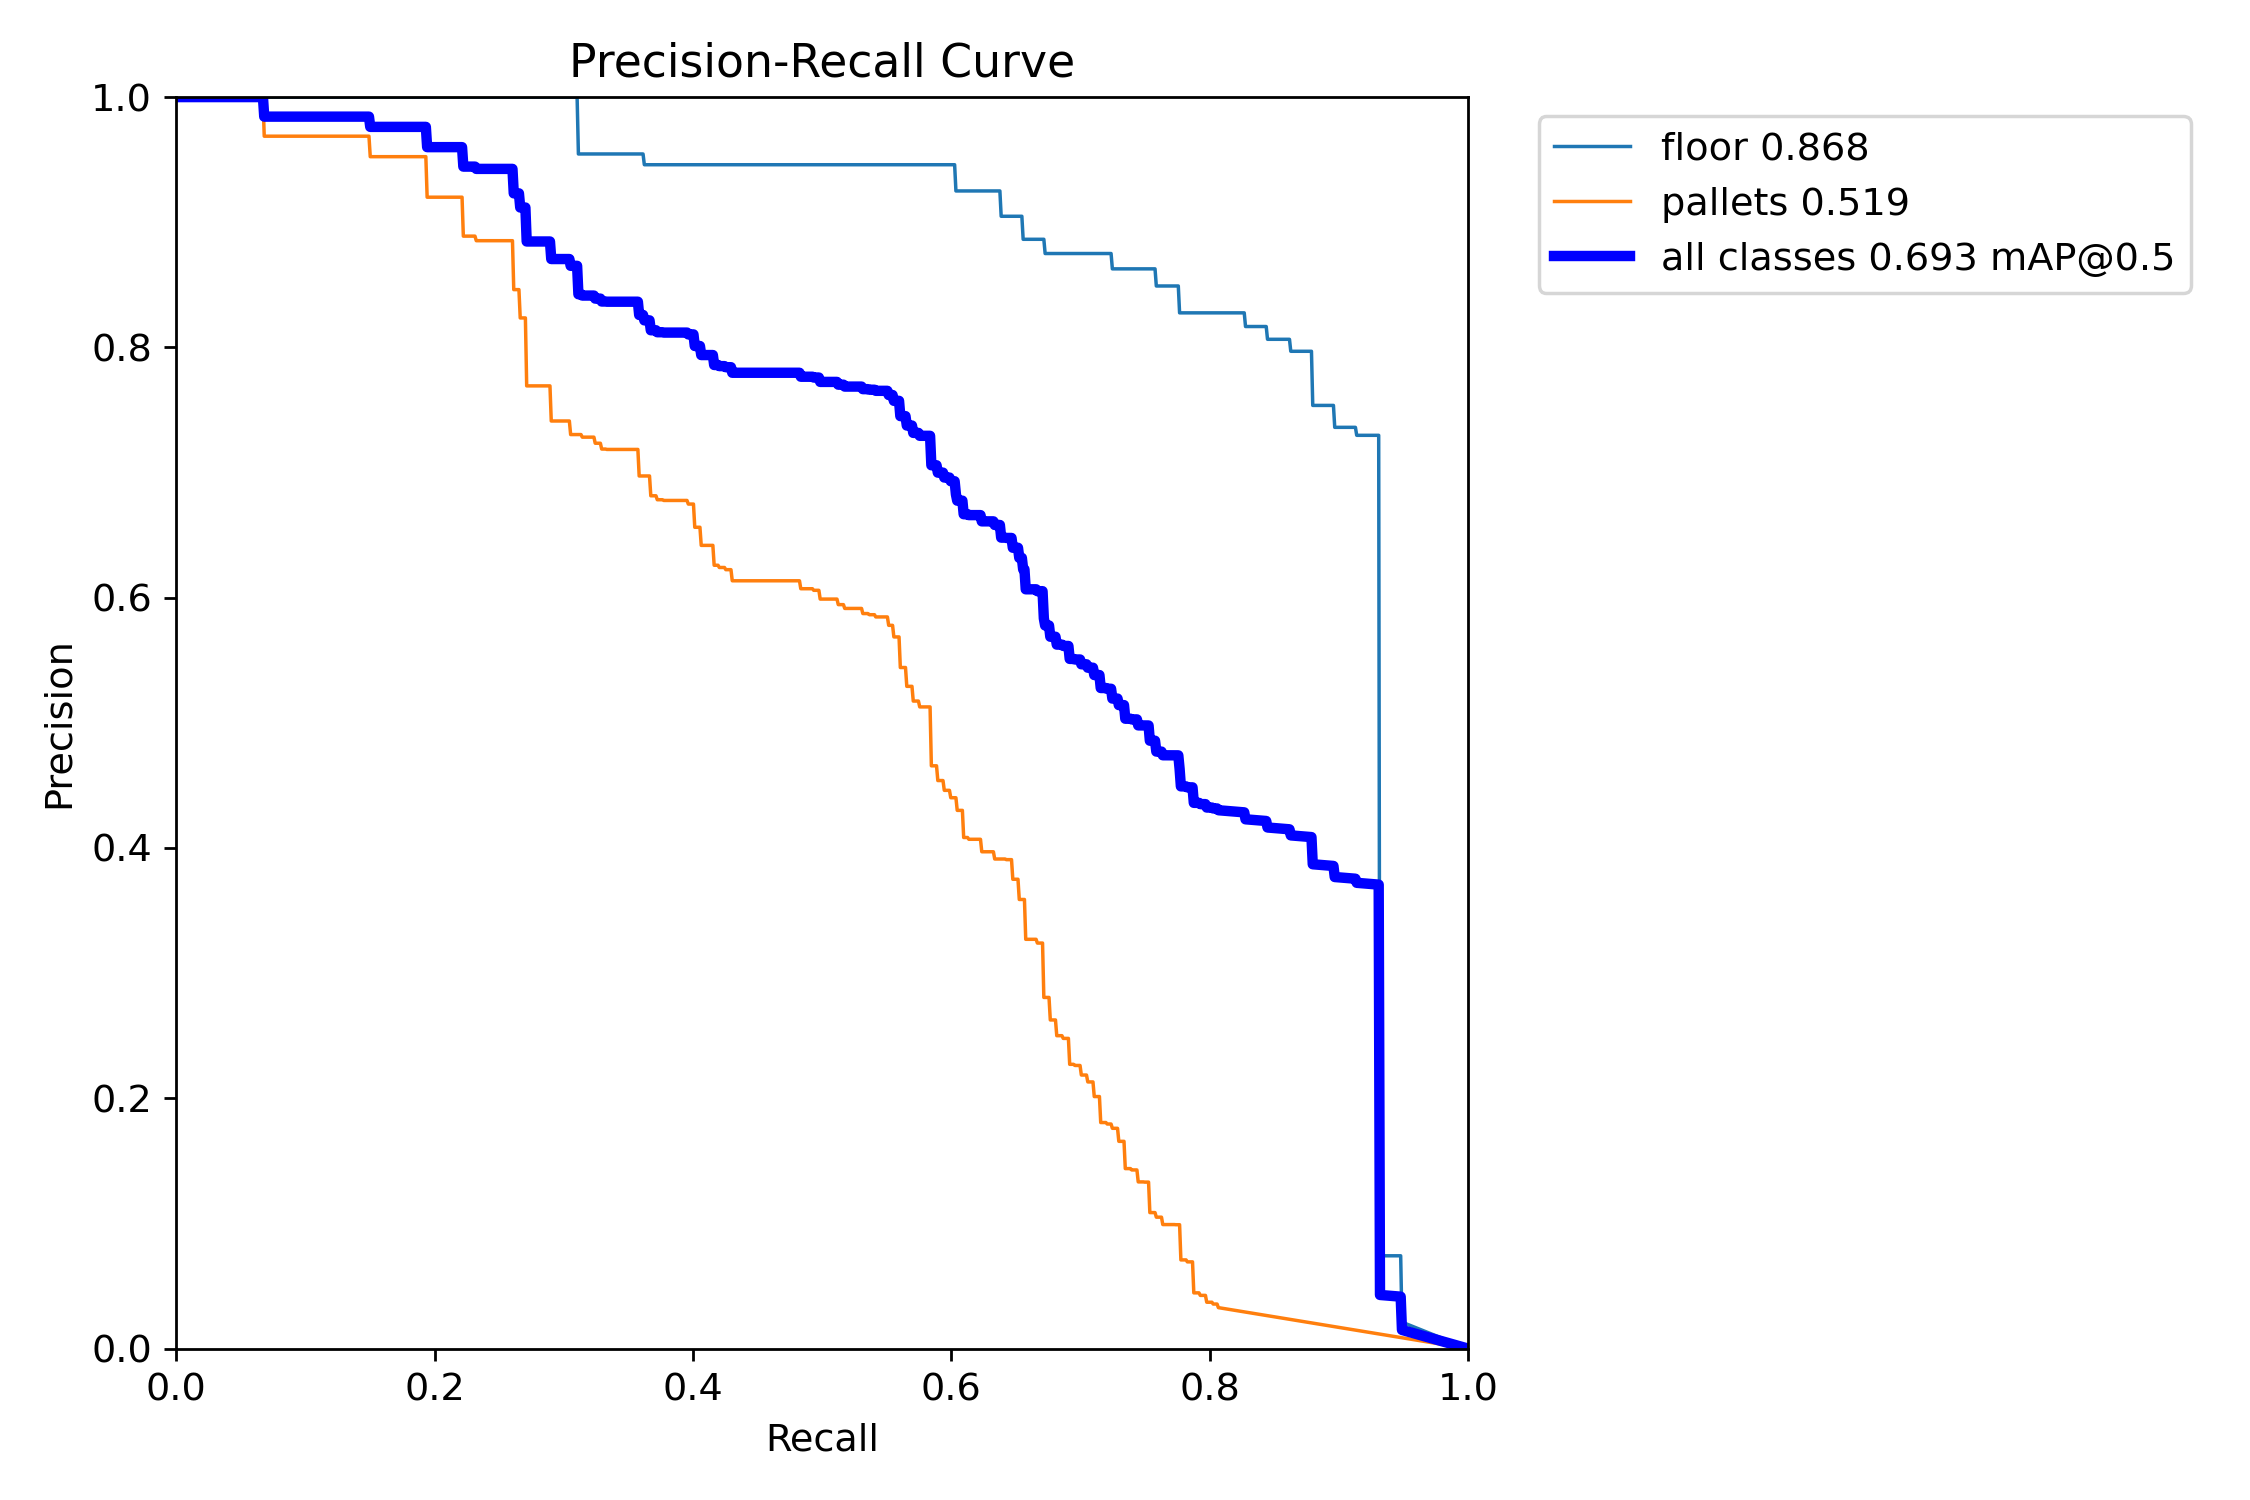 Precision-Recall Curve
1.0
0.8
0.6
0.4
0.2
0.0
Precision
0.0 0.2 0.4 0.6 0.8 1.0
Recall
floor 0.868
pallets 0.519
all classes 0.693 mAP@0.5